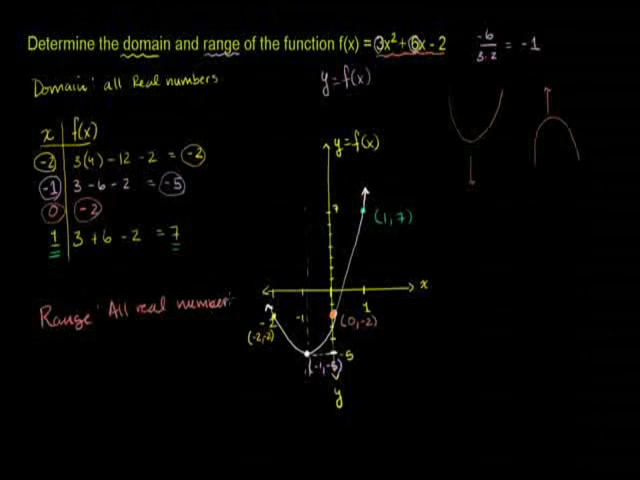 Determine the domain and range of the function f(x) = 3x² + 6x - 2
-6/3·2 = -1
Domain: all Real numbers
y = f(x)
x | f(x)
-2 | 3(4) - 12 - 2 = -2
-1 | 3 - 6 - 2 = -5
0 | -2
1 | 3 + 6 - 2 = 7
Range: All real number
y = f(x)
7
(1,7)
x
-2
-1
1
(-2,-2)
(0,-2)
-5
(-1,-5)
y